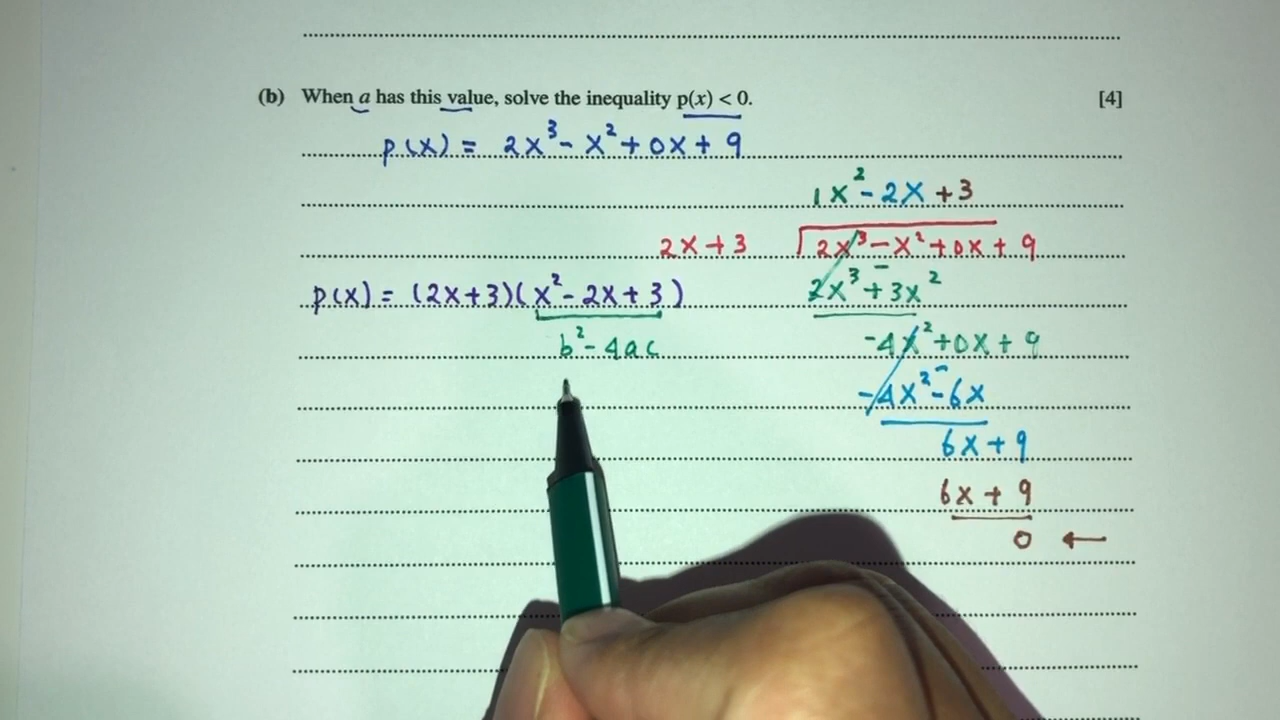 (b) When a has this value, solve the inequality p(x) < 0. [4]
p(x) = 2x³ - x² + 0x + 9
1x² - 2x + 3
2x + 3 2x³ - x² + 0x + 9
p(x) = (2x+3)(x² - 2x + 3) 2x³ + 3x²
b² - 4ac -4x² + 0x + 9
-4x² - 6x
6x + 9
6x + 9
0 ←